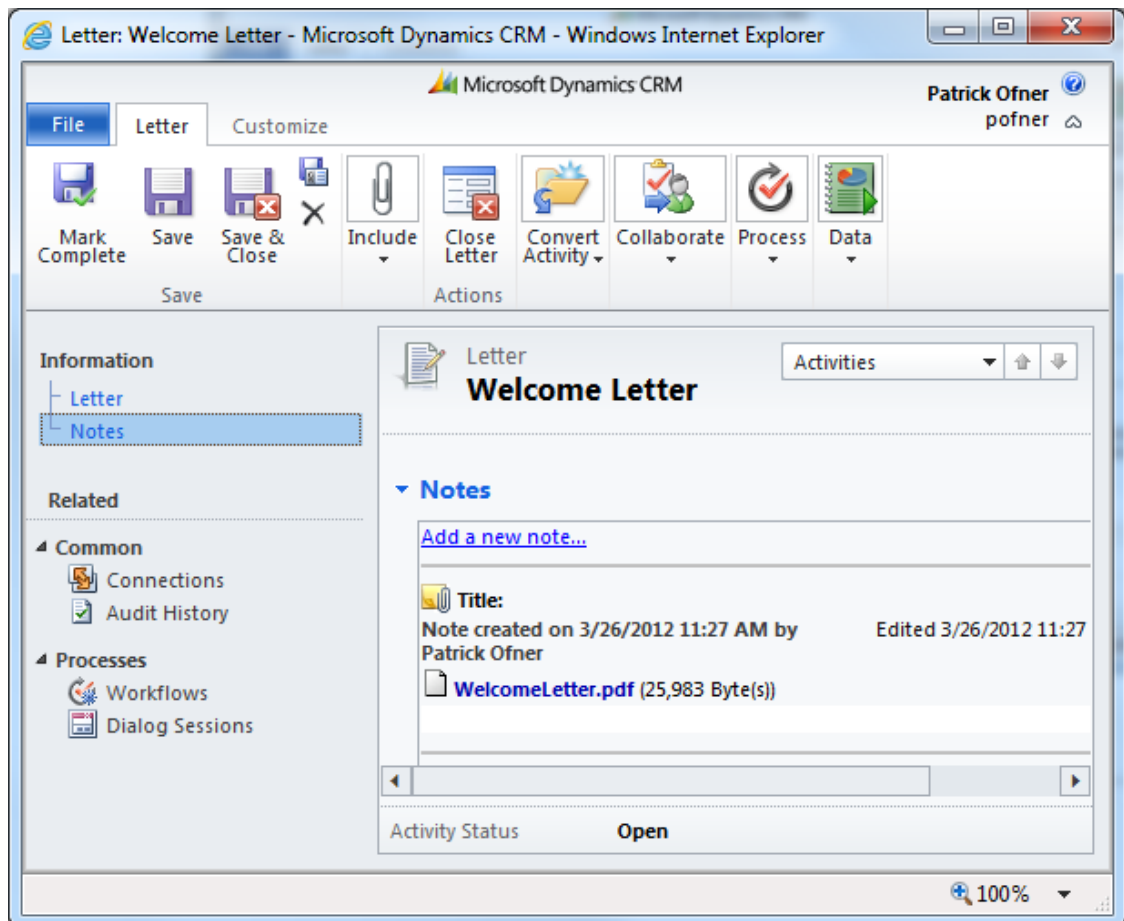 Letter: Welcome Letter - Microsoft Dynamics CRM - Windows Internet Explorer
Microsoft Dynamics CRM
Patrick Ofner
pofner
File Letter Customize
Mark Complete
Save
Save & Close
Include
Close Letter
Convert Activity
Collaborate
Process
Data
Save
Actions
Information
Letter
Notes
Related
Common
Connections
Audit History
Processes
Workflows
Dialog Sessions
Letter
Welcome Letter
Activities
Notes
Add a new note...
Title:
Note created on 3/26/2012 11:27 AM by Edited 3/26/2012 11:27
Patrick Ofner
WelcomeLetter.pdf (25,983 Byte(s))
Activity Status Open
100%